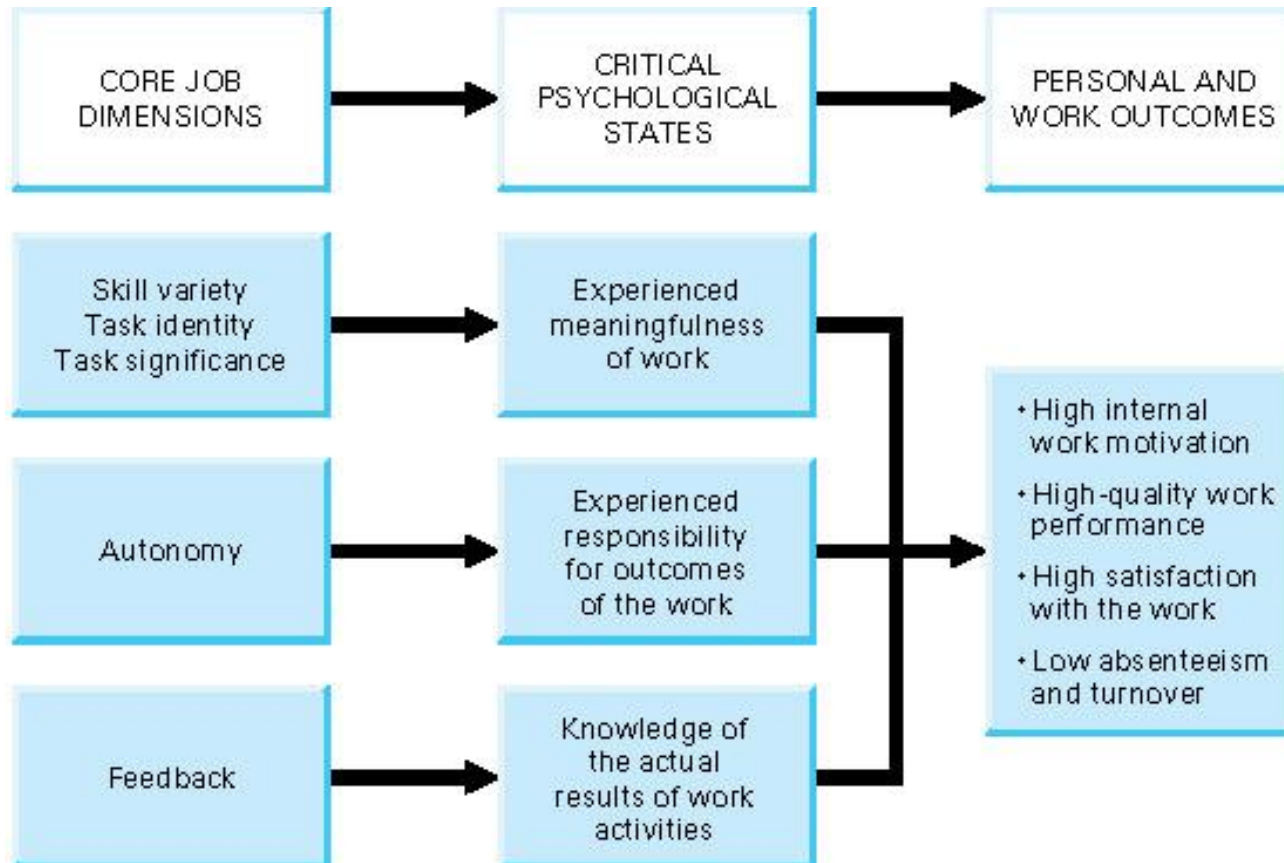 CORE JOB
DIMENSIONS
CRITICAL
PSYCHOLOGICAL
STATES
PERSONAL AND
WORK OUTCOMES
Skill variety
Task identity
Task significance
Experienced
meaningfulness
of work
Autonomy
Experienced
responsibility
for outcomes
of the work
Feedback
Knowledge of
the actual
results of work
activities
• High internal
work motivation
• High-quality work
performance
• High satisfaction
with the work
• Low absenteeism
and turnover